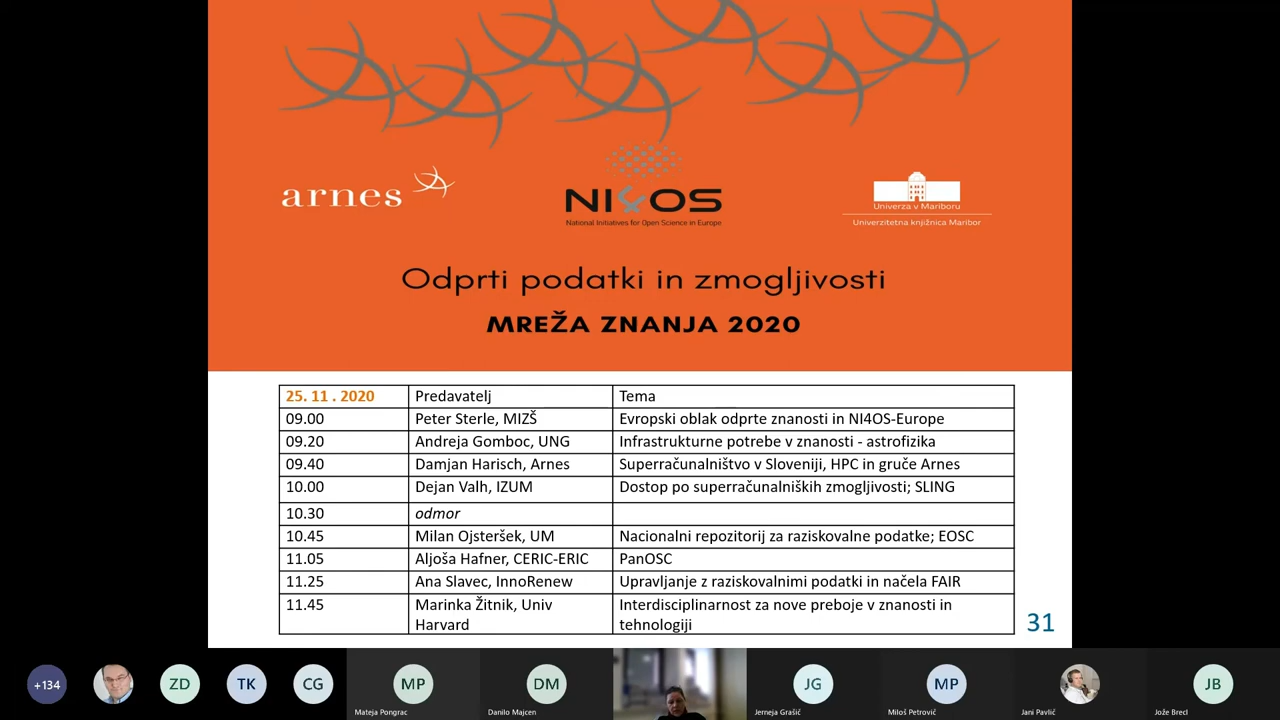 arnes
NI4OS
National Initiatives for Open Science in Europe
Univerza v Mariboru
Univerzitetna knjižnica Maribor
Odprti podatki in zmogljivosti
MREŽA ZNANJA 2020
25. 11 . 2020 Predavatelj Tema
09.00 Peter Sterle, MIZŠ Evropski oblak odprte znanosti in NI4OS-Europe
09.20 Andreja Gomboc, UNG Infrastrukturne potrebe v znanosti - astrofizika
09.40 Damjan Harisch, Arnes Superračunalništvo v Sloveniji, HPC in gruče Arnes
10.00 Dejan Valh, IZUM Dostop po superračunalniških zmogljivosti; SLING
10.30 odmor
10.45 Milan Ojsteršek, UM Nacionalni repozitorij za raziskovalne podatke; EOSC
11.05 Aljoša Hafner, CERIC-ERIC PanOSC
11.25 Ana Slavec, InnoRenew Upravljanje z raziskovalnimi podatki in načela FAIR
11.45 Marinka Žitnik, Univ Harvard Interdisciplinarnost za nove preboje v znanosti in tehnologiji
31
+134 ZD TK CG MP DM JG MP JB
Mateja Pongrac Danilo Majcen Jerneja Grašić Miloš Petrović Jani Pavlič Jože Brecl